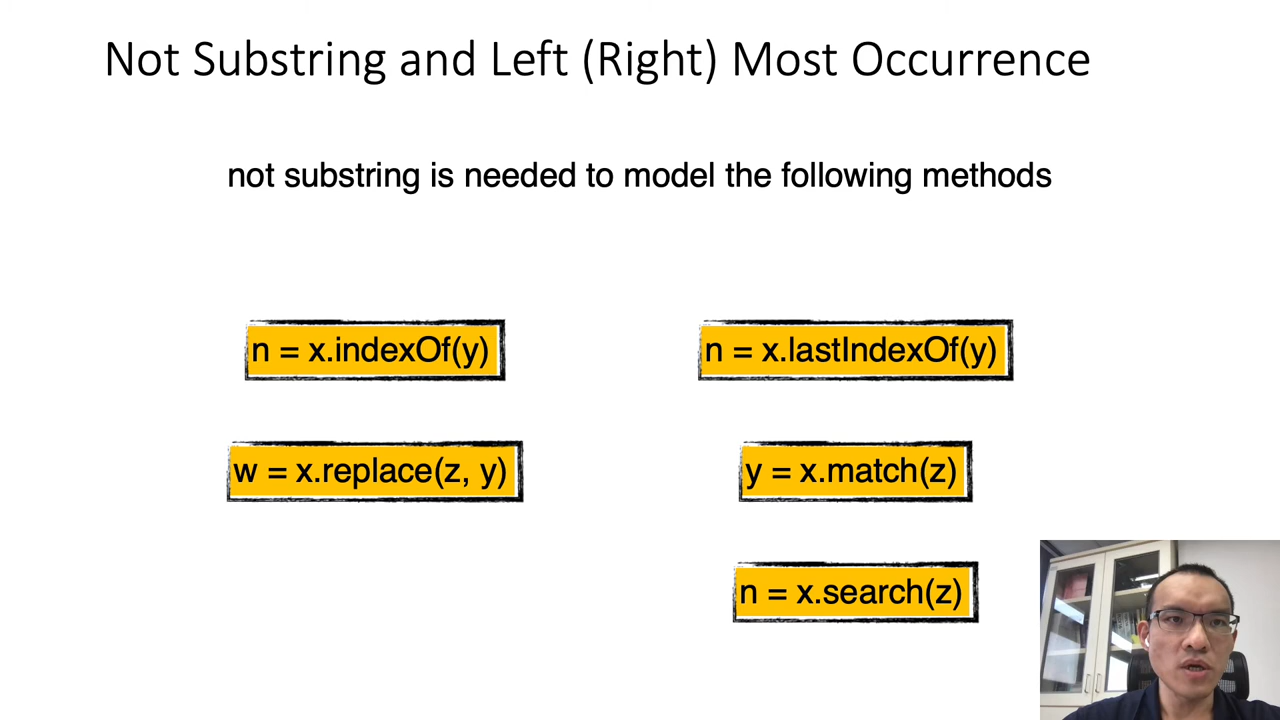 Not Substring and Left (Right) Most Occurrence
not substring is needed to model the following methods
n = x.indexOf(y)
n = x.lastIndexOf(y)
w = x.replace(z, y)
y = x.match(z)
n = x.search(z)